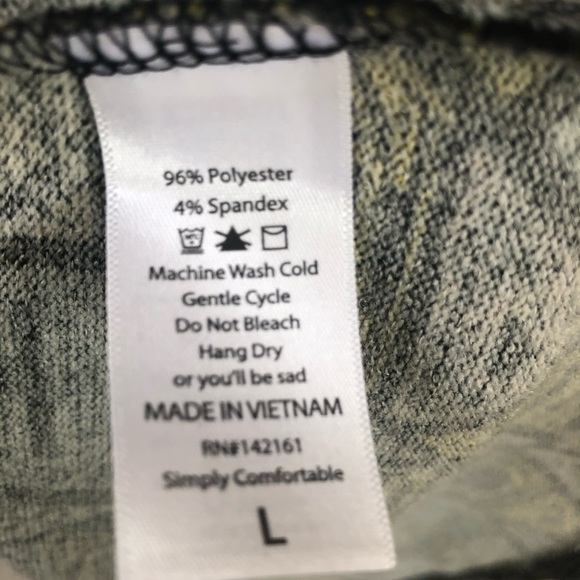 96% Polyester
4% Spandex
Machine Wash Cold
Gentle Cycle
Do Not Bleach
Hang Dry
or you'll be sad
MADE IN VIETNAM
RN#142161
Simply Comfortable
L